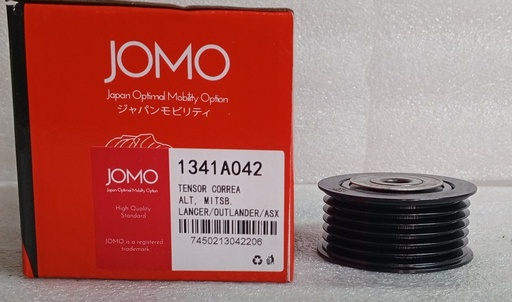 JOMO
Japan Optimal Mobility Option
ジャパンモビリティ
JOMO
Japan Optimal Mobility Option
High Quality
Standard
JOMO is a registered
trademark
1341A042
TENSOR CORREA
ALT, MITSB.
LANCER/OUTLANDER/ASX
7450213042206